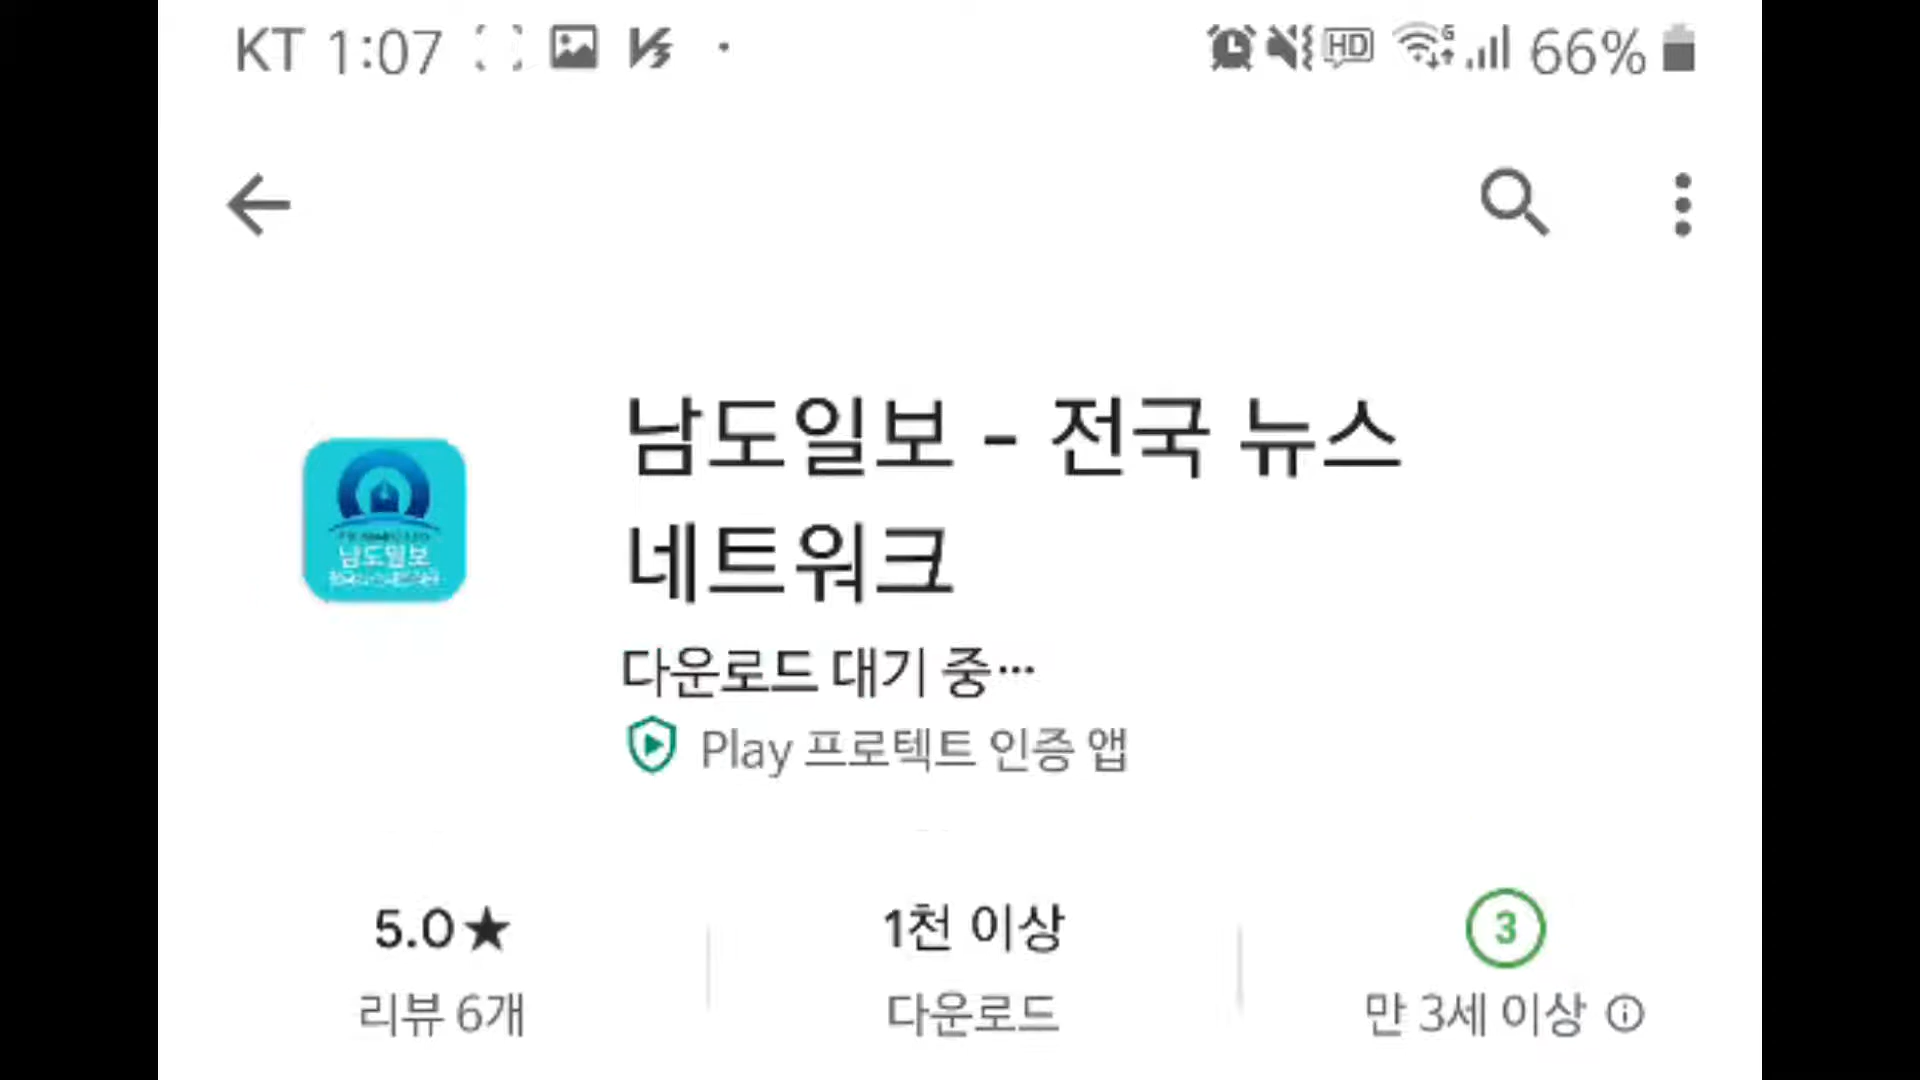 KT 1:07
HD
66%
남도일보 - 전국 뉴스
네트워크
남도일보
다운로드 대기 중…
Play 프로텍트 인증 앱
5.0★
리뷰 6개
1천 이상
다운로드
3
만 3세 이상